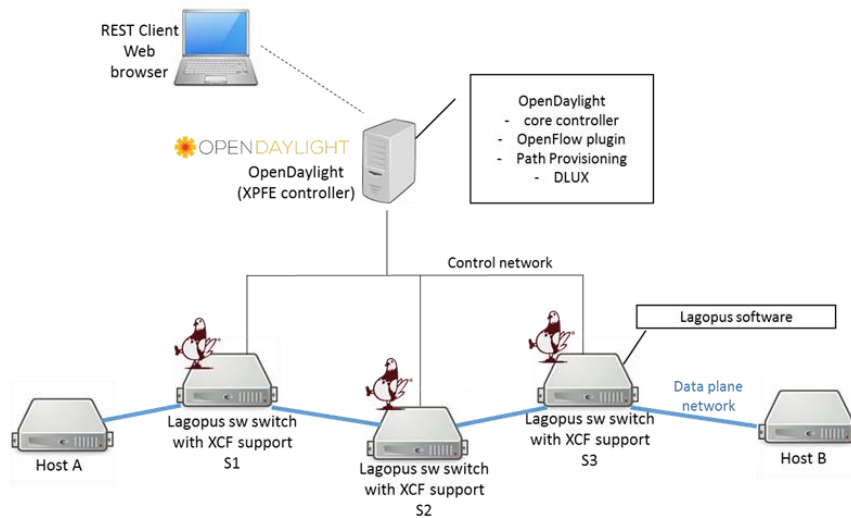 REST Client
Web
browser
OPENDAYLIGHT
OpenDaylight
(XPFE controller)
OpenDaylight
- core controller
- OpenFlow plugin
- Path Provisioning
- DLUX
Control network
Lagopus software
Data plane
network
Host A
Lagopus sw switch
with XCF support
S1
Lagopus sw switch
with XCF support
S2
Lagopus sw switch
with XCF support
S3
Host B